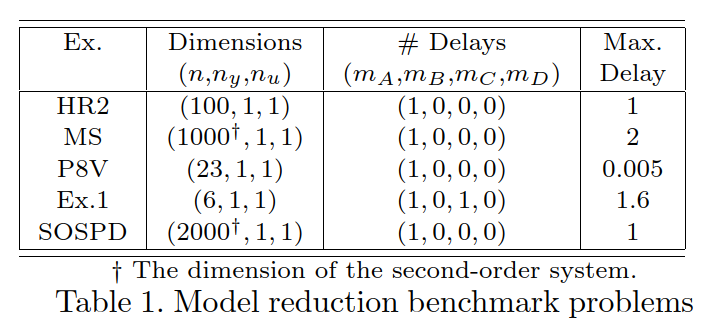 Ex. Dimensions # Delays Max.
(n,n_y,n_u) (m_A,m_B,m_C,m_D) Delay
HR2 (100, 1, 1) (1, 0, 0, 0) 1
MS (1000†, 1, 1) (1, 0, 0, 0) 2
P8V (23, 1, 1) (1, 0, 0, 0) 0.005
Ex.1 (6, 1, 1) (1, 0, 1, 0) 1.6
SOSPD (2000†, 1, 1) (1, 0, 0, 0) 1
† The dimension of the second-order system.
Table 1. Model reduction benchmark problems